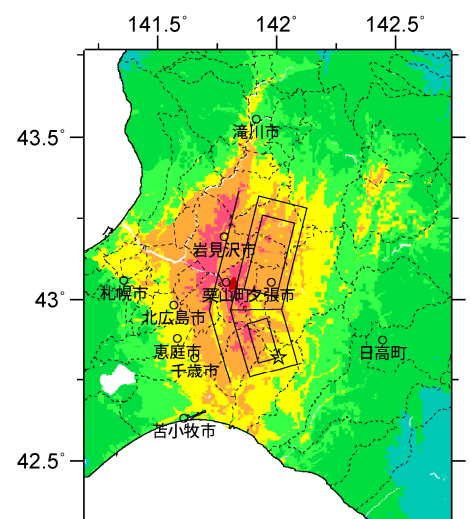 141.5° 142° 142.5°
43.5°
滝川市
岩見沢市
43°
札幌市 栗山町 夕張市
北広島市
恵庭市 日高町
千歳市
苫小牧市
42.5°